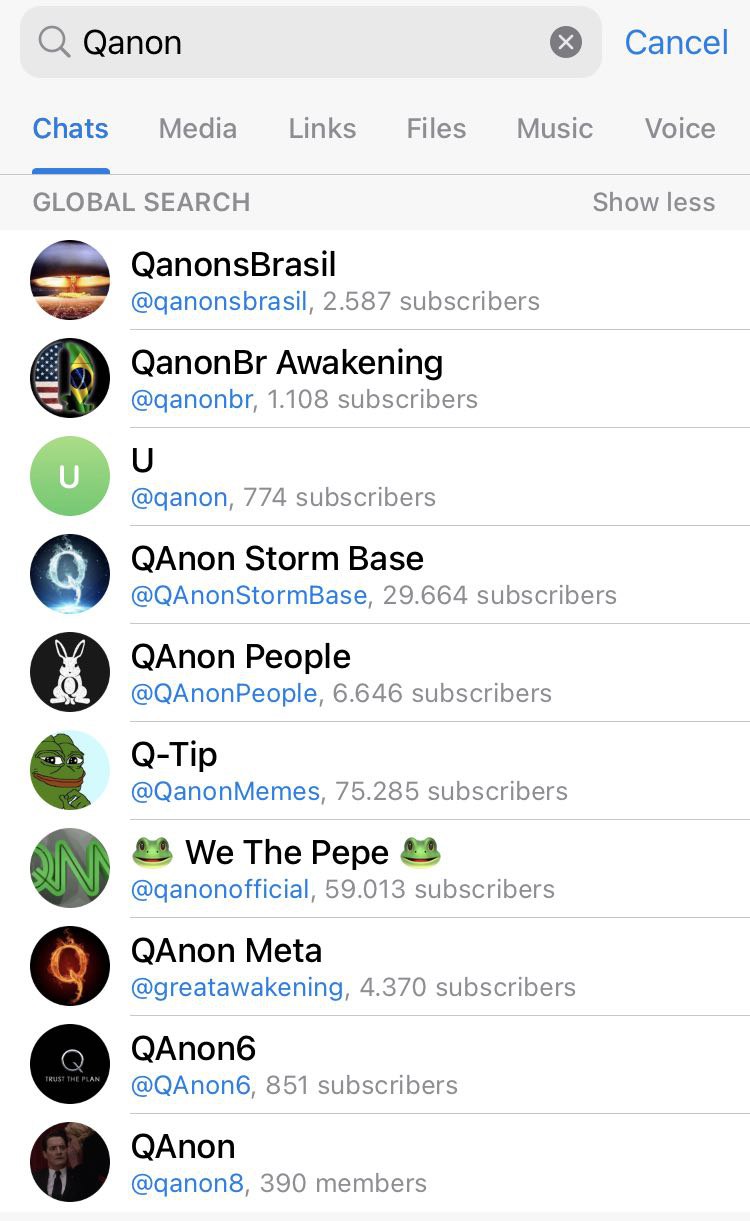 Qanon Cancel
Chats Media Links Files Music Voice
GLOBAL SEARCH Show less
QanonsBrasil
@qanonsbrasil, 2.587 subscribers
QanonBr Awakening
@qanonbr, 1.108 subscribers
U
U
@qanon, 774 subscribers
Q
QAnon Storm Base
@QAnonStormBase, 29.664 subscribers
Q
QAnon People
@QAnonPeople, 6.646 subscribers
Q-Tip
@QanonMemes, 75.285 subscribers
QNN
🐸 We The Pepe 🐸
@qanonofficial, 59.013 subscribers
Q
QAnon Meta
@greatawakening, 4.370 subscribers
Q
TRUST THE PLAN
QAnon6
@QAnon6, 851 subscribers
QAnon
@qanon8, 390 members